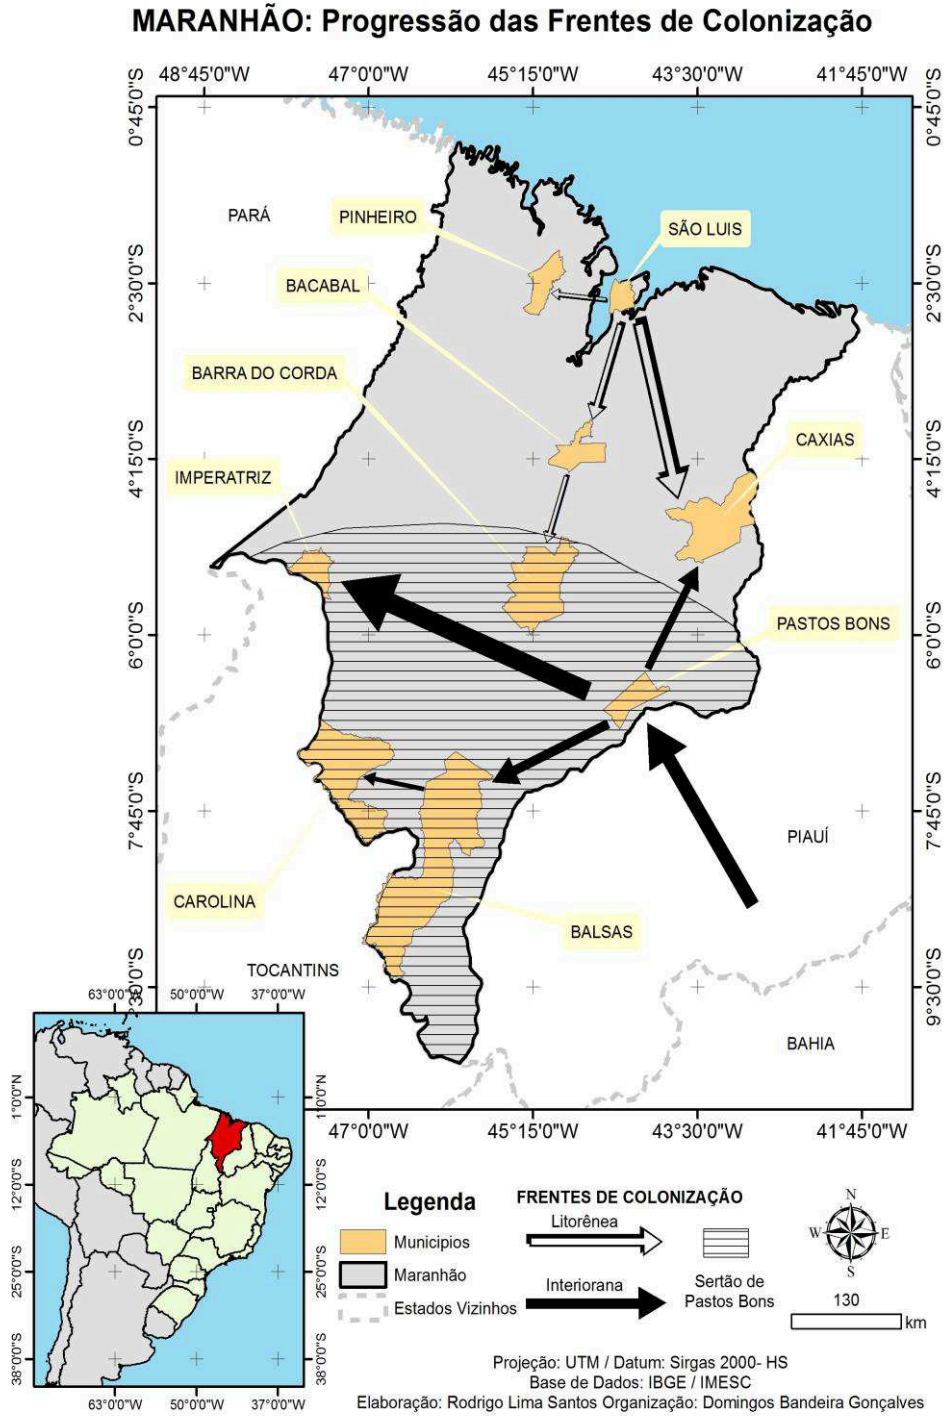 MARANHÃO: Progressão das Frentes de Colonização
48°45'0"W 47°0'0"W 45°15'0"W 43°30'0"W 41°45'0"W
0°45'0"S 0°45'0"S
PARÁ
PINHEIRO
SÃO LUIS
2°30'0"S 2°30'0"S
BACABAL
BARRA DO CORDA
CAXIAS
4°15'0"S 4°15'0"S
IMPERATRIZ
PASTOS BONS
6°0'0"S 6°0'0"S
7°45'0"S 7°45'0"S
PIAUÍ
CAROLINA
BALSAS
TOCANTINS
9°30'0"S
BAHIA
47°0'0"W 45°15'0"W 43°30'0"W 41°45'0"W
63°0'0"W 50°0'0"W 37°0'0"W
1°0'0"N 1°0'0"N
12°0'0"S 12°0'0"S
25°0'0"S 25°0'0"S
38°0'0"S 38°0'0"S
63°0'0"W 50°0'0"W 37°0'0"W
Legenda
Municipios
Maranhão
Estados Vizinhos
FRENTES DE COLONIZAÇÃO
Litorênea
Interiorana
Sertão de
Pastos Bons
N
W E
S
130
km
Projeção: UTM / Datum: Sirgas 2000- HS
Base de Dados: IBGE / IMESC
Elaboração: Rodrigo Lima Santos Organização: Domingos Bandeira Gonçalves